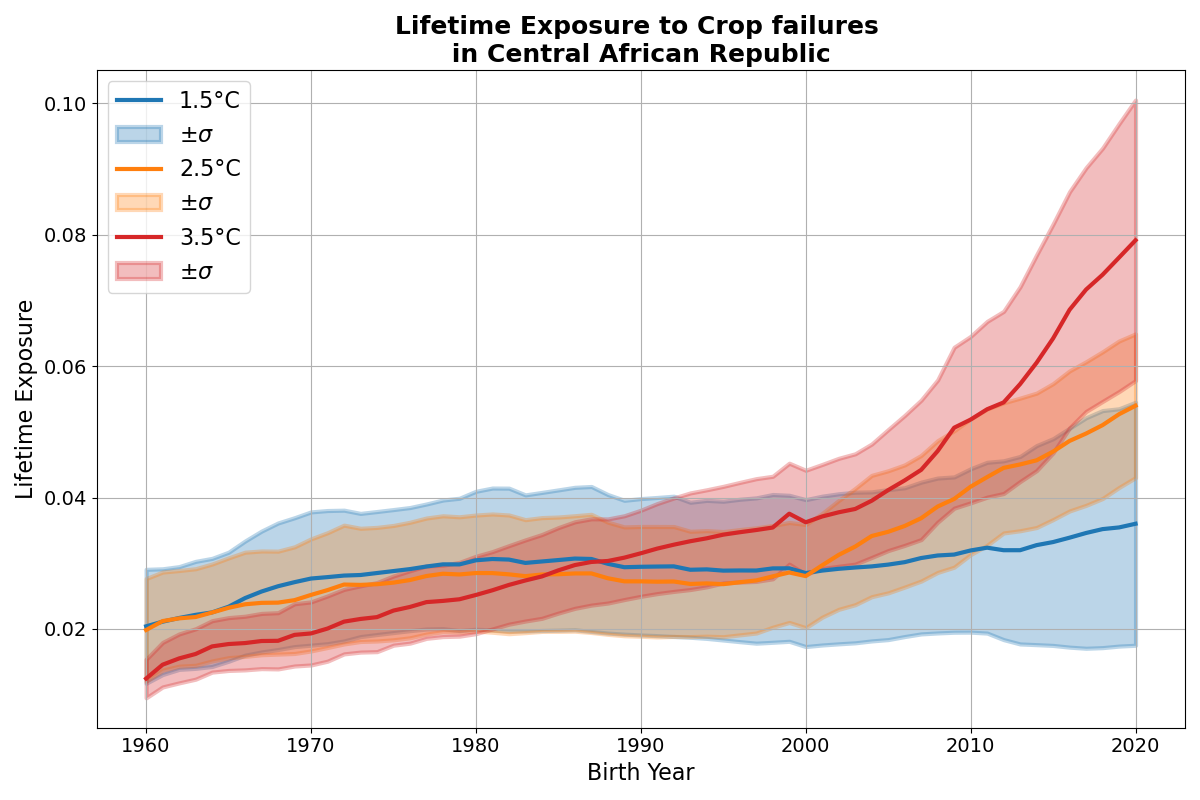 Lifetime Exposure to Crop failures
in Central African Republic
1.5°C
±σ
2.5°C
±σ
3.5°C
±σ
0.10
0.08
0.06
0.04
0.02
Lifetime Exposure
1960 1970 1980 1990 2000 2010 2020
Birth Year